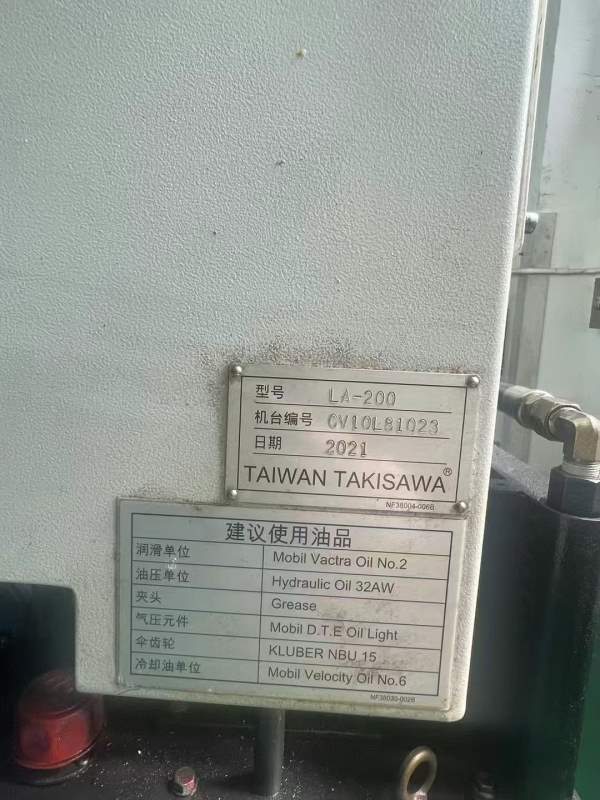 型号 LA-200
机台编号 CV10L81023
日期 2021
TAIWAN TAKISAWA®
NF38004-006B
建议使用油品
润滑单位 Mobil Vactra Oil No.2
油压单位 Hydraulic Oil 32AW
夹头 Grease
气压元件 Mobil D.T.E Oil Light
伞齿轮 KLUBER NBU 15
冷却油单位 Mobil Velocity Oil No.6
NF38030-002B